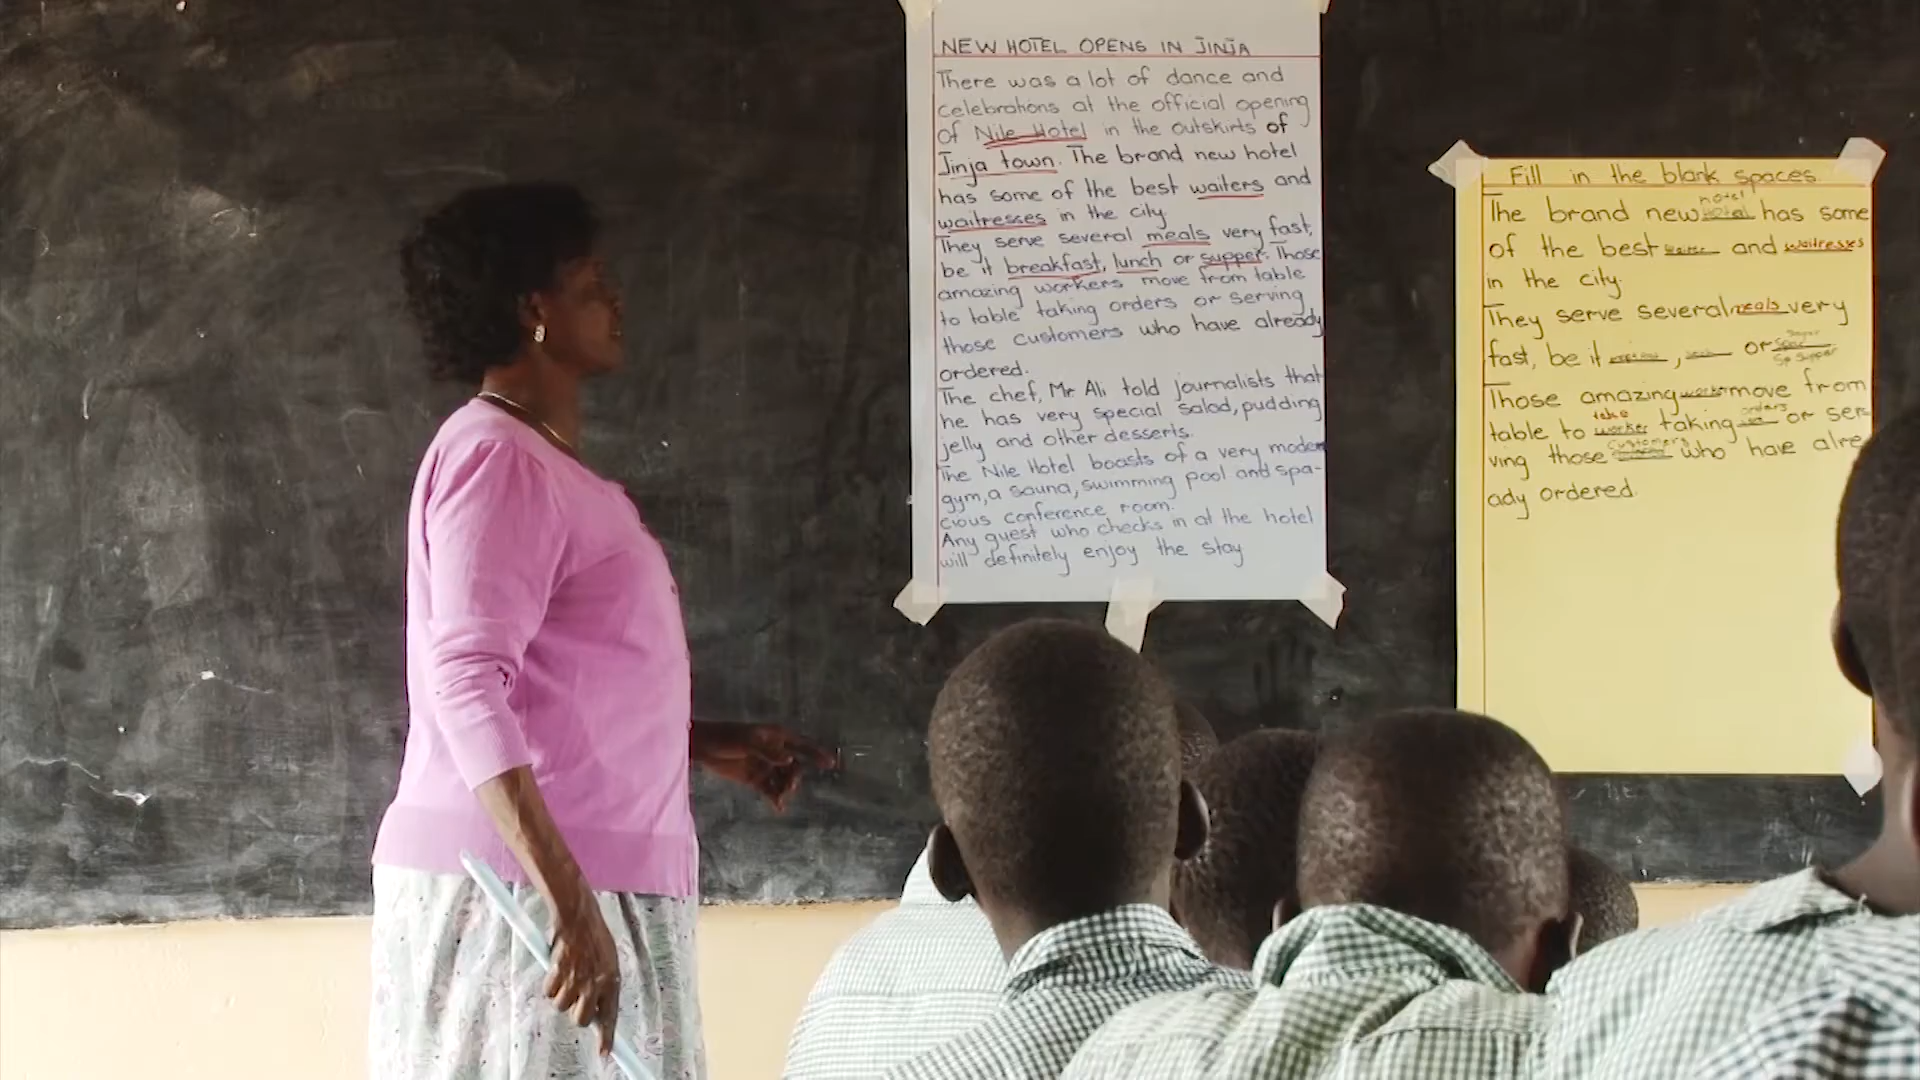 NEW HOTEL OPENS IN JINJA
There was a lot of dance and
celebrations at the official opening
of Nile Hotel in the outskirts of
Jinja town. The brand new hotel
has some of the best waiters and
waitresses in the city
They serve several meals very fast,
be it breakfast, lunch or supper. Those
amazing workers move from table
to table taking orders or serving
those customers who have already
ordered.
The chef, Mr Ali told journalists that
he has very special salad, pudding
jelly and other desserts.
The Nile Hotel boasts of a very modern
gym, a sauna, swimming pool and spa-
cious conference room.
Any guest who checks in at the hotel
will definitely enjoy the stay
Fill in the blank spaces.
hotel
The brand new Hotel has some
of the best and waitresses
in the city.
They serve several meals very
fast, be it , or
supper
Those amazing move from
take orders
table to worker taking or ser-
customers
ving those who have alre
ady ordered.